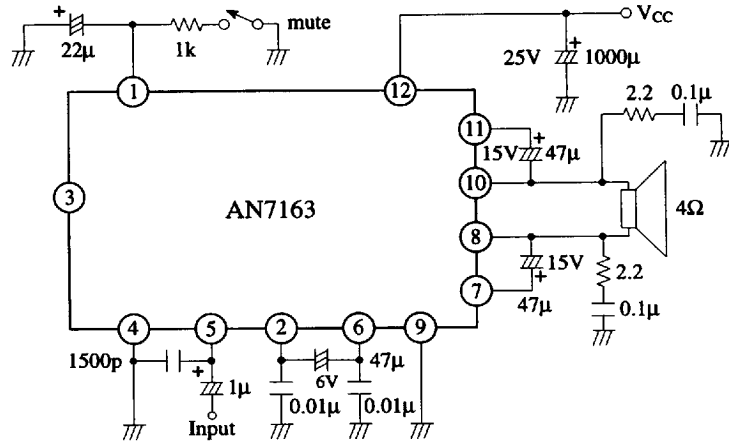 +
22μ
1k
mute
VCC
+
25V
1000μ
2.2
0.1μ
1
12
11
+
15V
47μ
10
3
AN7163
4Ω
8
15V
+
47μ
2.2
0.1μ
7
4
5
2
6
9
1500p
+
1μ
Input
6V
47μ
0.01μ
0.01μ